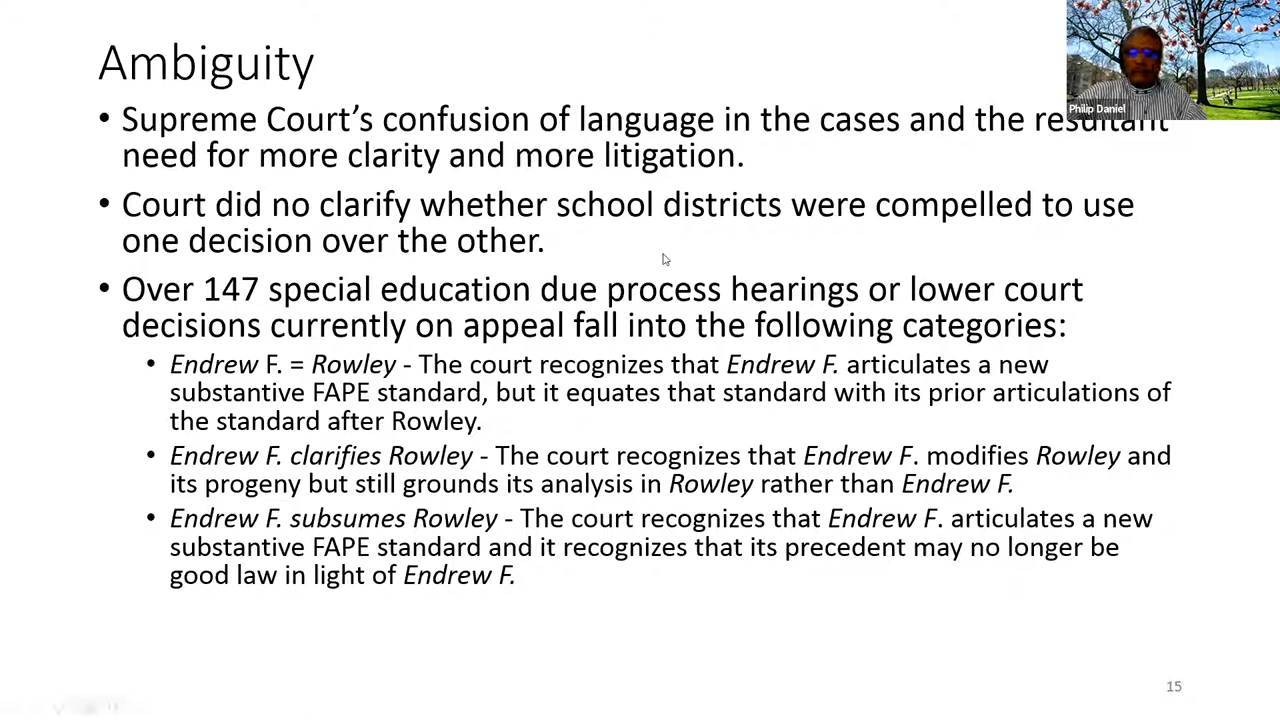 Ambiguity
Philip Daniel
• Supreme Court's confusion of language in the cases and the resultant
need for more clarity and more litigation.
• Court did no clarify whether school districts were compelled to use
one decision over the other.
• Over 147 special education due process hearings or lower court
decisions currently on appeal fall into the following categories:
• Endrew F. = Rowley - The court recognizes that Endrew F. articulates a new
substantive FAPE standard, but it equates that standard with its prior articulations of
the standard after Rowley.
• Endrew F. clarifies Rowley - The court recognizes that Endrew F. modifies Rowley and
its progeny but still grounds its analysis in Rowley rather than Endrew F.
• Endrew F. subsumes Rowley - The court recognizes that Endrew F. articulates a new
substantive FAPE standard and it recognizes that its precedent may no longer be
good law in light of Endrew F.
15